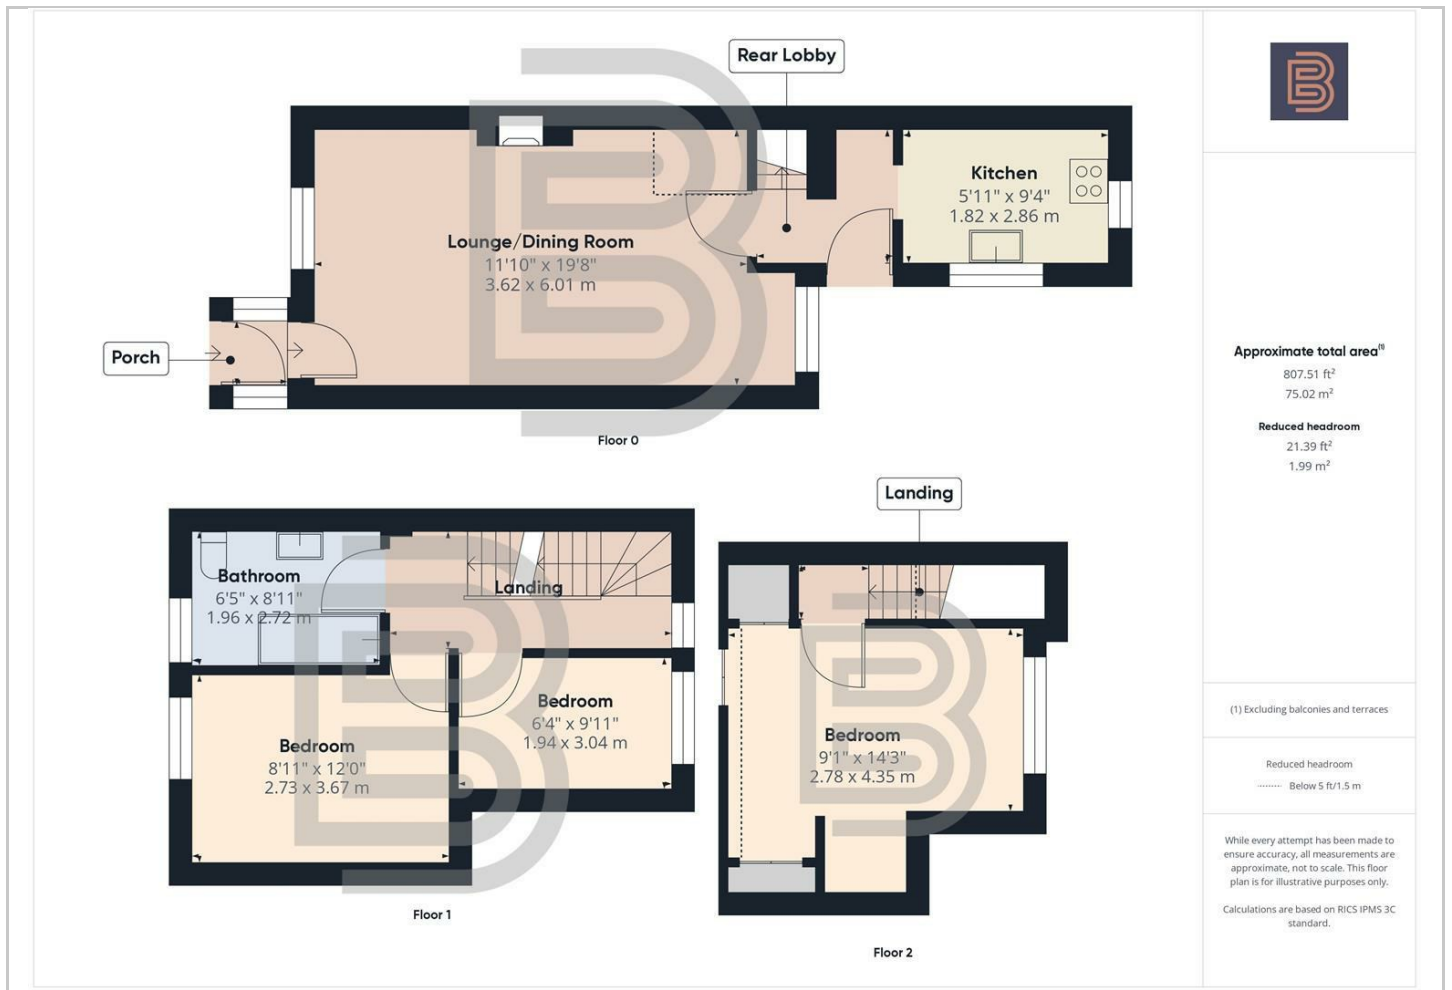 Rear Lobby
Kitchen
5'11" x 9'4"
1.82 x 2.86 m
Lounge/Dining Room
11'10" x 19'8"
3.62 x 6.01 m
Porch
Floor 0
Landing
Bathroom
6'5" x 8'11"
1.96 x 2.72 m
Landing
Bedroom
6'4" x 9'11"
1.94 x 3.04 m
Bedroom
8'11" x 12'0"
2.73 x 3.67 m
Bedroom
9'1" x 14'3"
2.78 x 4.35 m
Floor 1
Floor 2
B
Approximate total area(1)
807.51 ft²
75.02 m²
Reduced headroom
21.39 ft²
1.99 m²
(1) Excluding balconies and terraces
Reduced headroom
Below 5 ft/1.5 m
While every attempt has been made to
ensure accuracy, all measurements are
approximate, not to scale. This floor
plan is for illustrative purposes only.
Calculations are based on RICS IPMS 3C
standard.